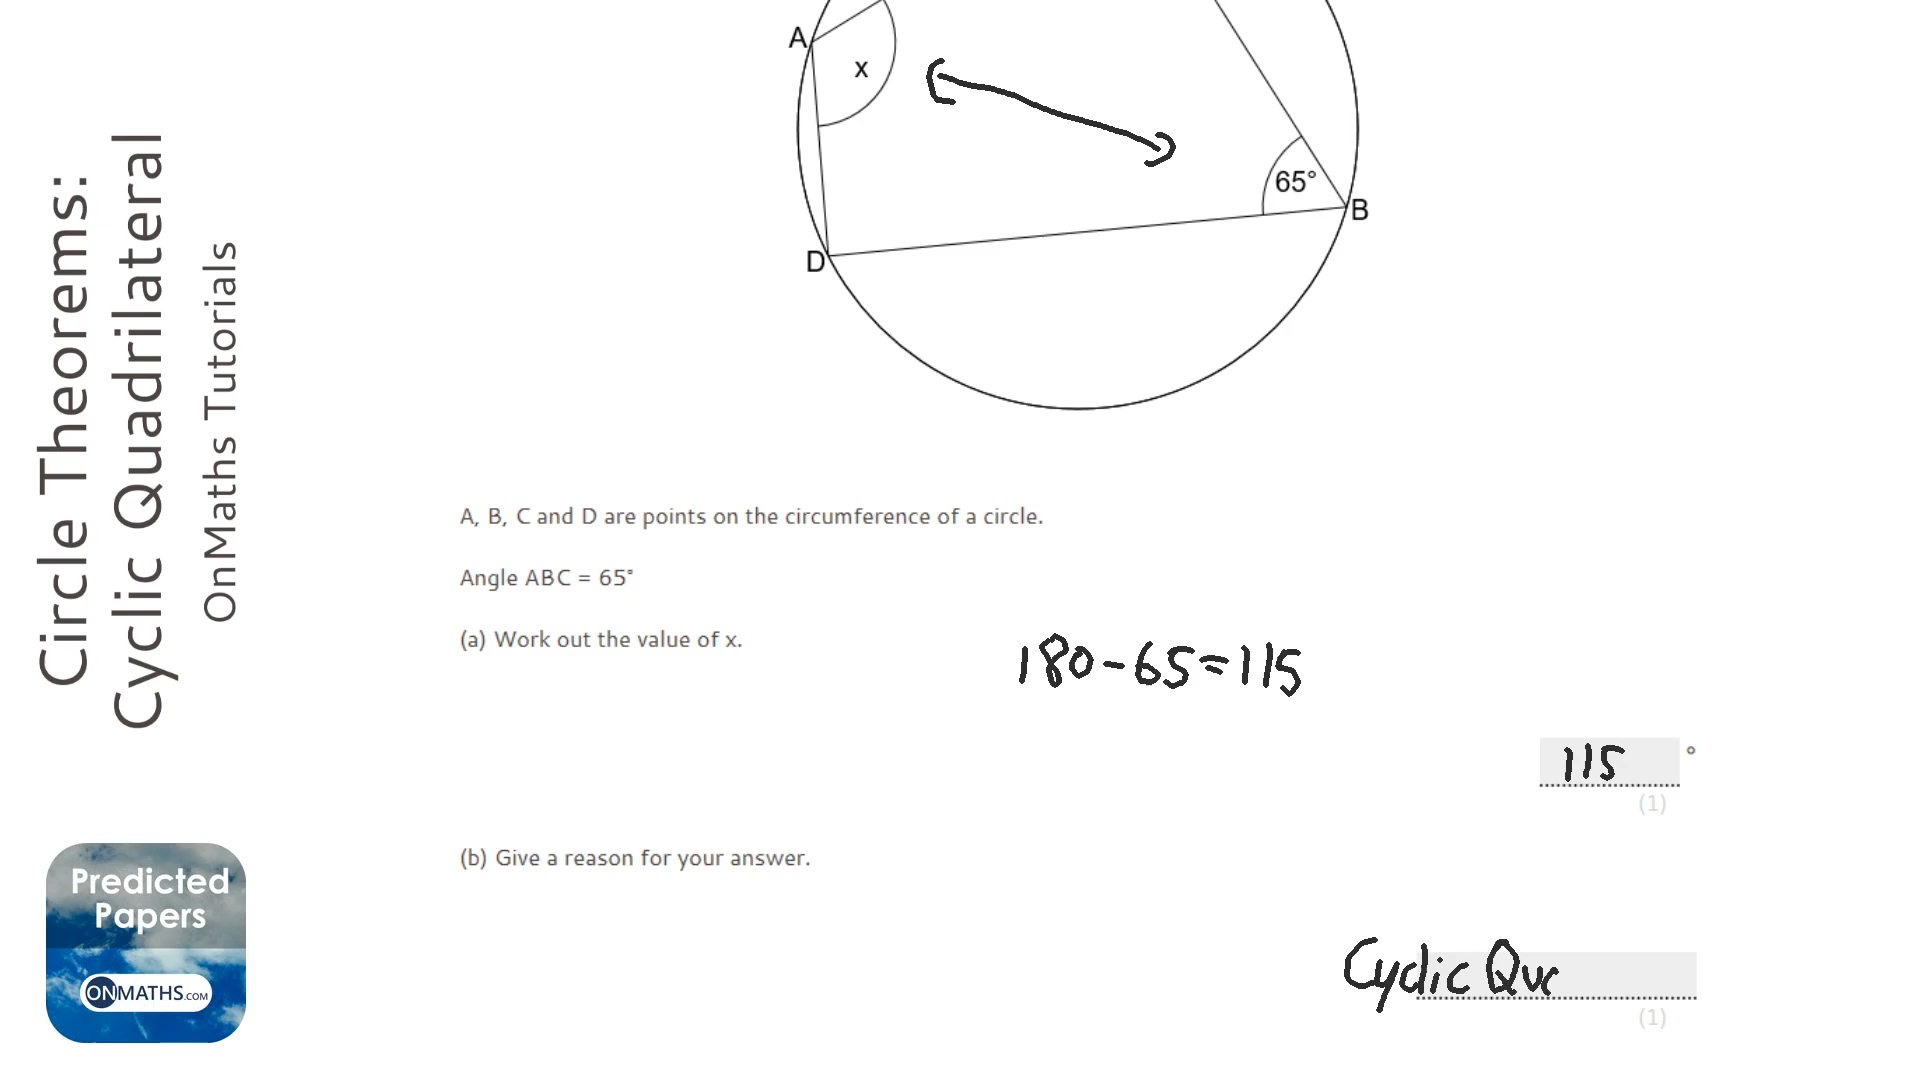 Circle Theorems:
Cyclic Quadrilateral
OnMaths Tutorials
A
x
65°
B
D
A, B, C and D are points on the circumference of a circle.
Angle ABC = 65°
(a) Work out the value of x.
180-65=115
115 °
(1)
(b) Give a reason for your answer.
Cyclic Qua
(1)
Predicted
Papers
ONMATHS.COM